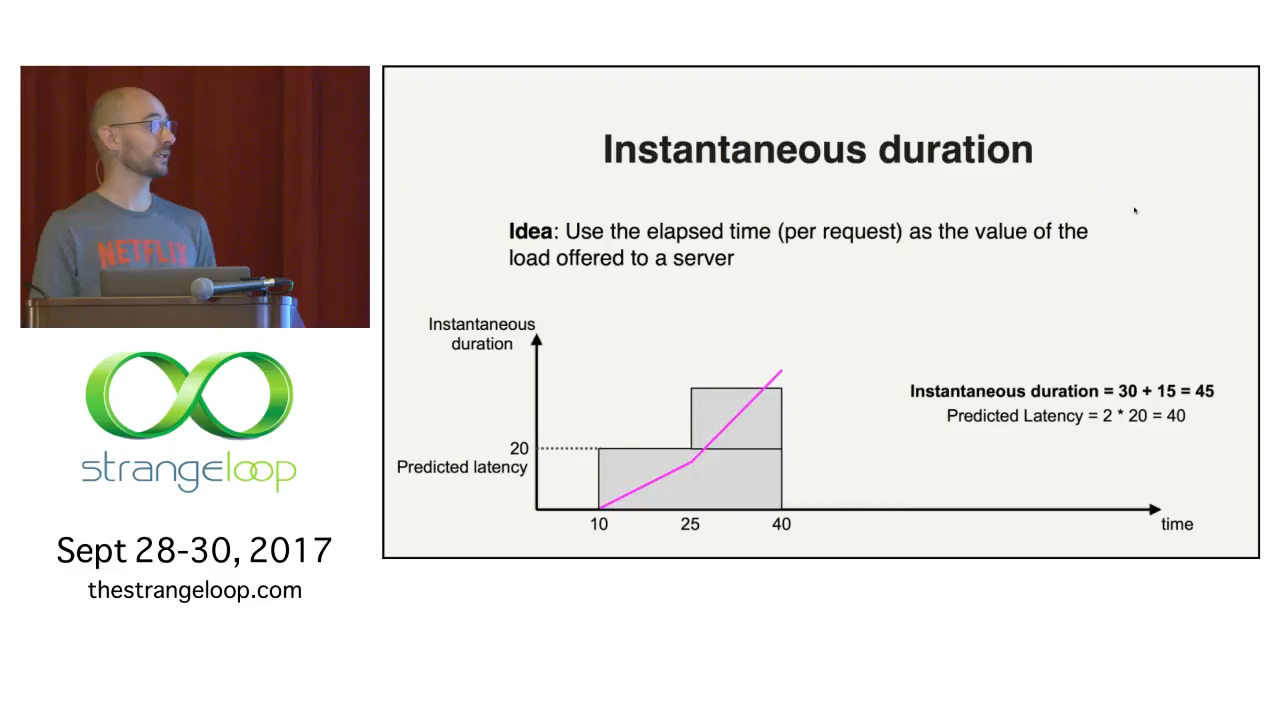 NETFLIX
strangeloop
Sept 28-30, 2017
thestrangeloop.com
Instantaneous duration
Idea: Use the elapsed time (per request) as the value of the
load offered to a server
Instantaneous
duration
20
Predicted latency
10 25 40
time
Instantaneous duration = 30 + 15 = 45
Predicted Latency = 2 * 20 = 40